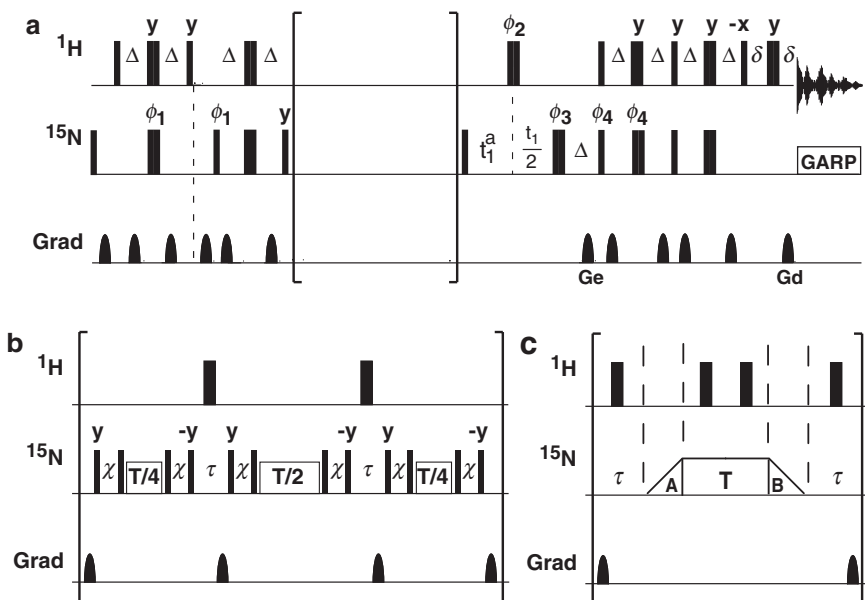 a
y y ϕ2 y y y -x y
1H Δ Δ Δ Δ Δ Δ Δ δ δ
ϕ1 ϕ1 y ϕ3 ϕ4 ϕ4
15N t1a t1/2 Δ GARP
Grad
Ge Gd
b
1H
y -y y -y y -y
15N χ T/4 χ τ χ T/2 χ τ χ T/4 χ
Grad
c
1H
15N τ A T B τ
Grad